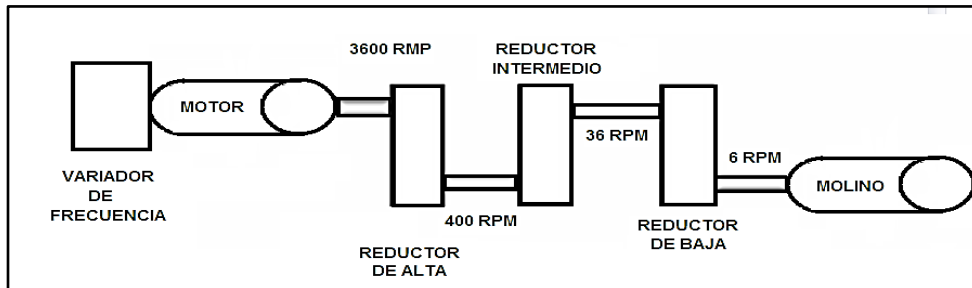 3600 RMP
REDUCTOR
INTERMEDIO
MOTOR
36 RPM
6 RPM
VARIADOR
DE
FRECUENCIA
MOLINO
400 RPM
REDUCTOR
DE BAJA
REDUCTOR
DE ALTA